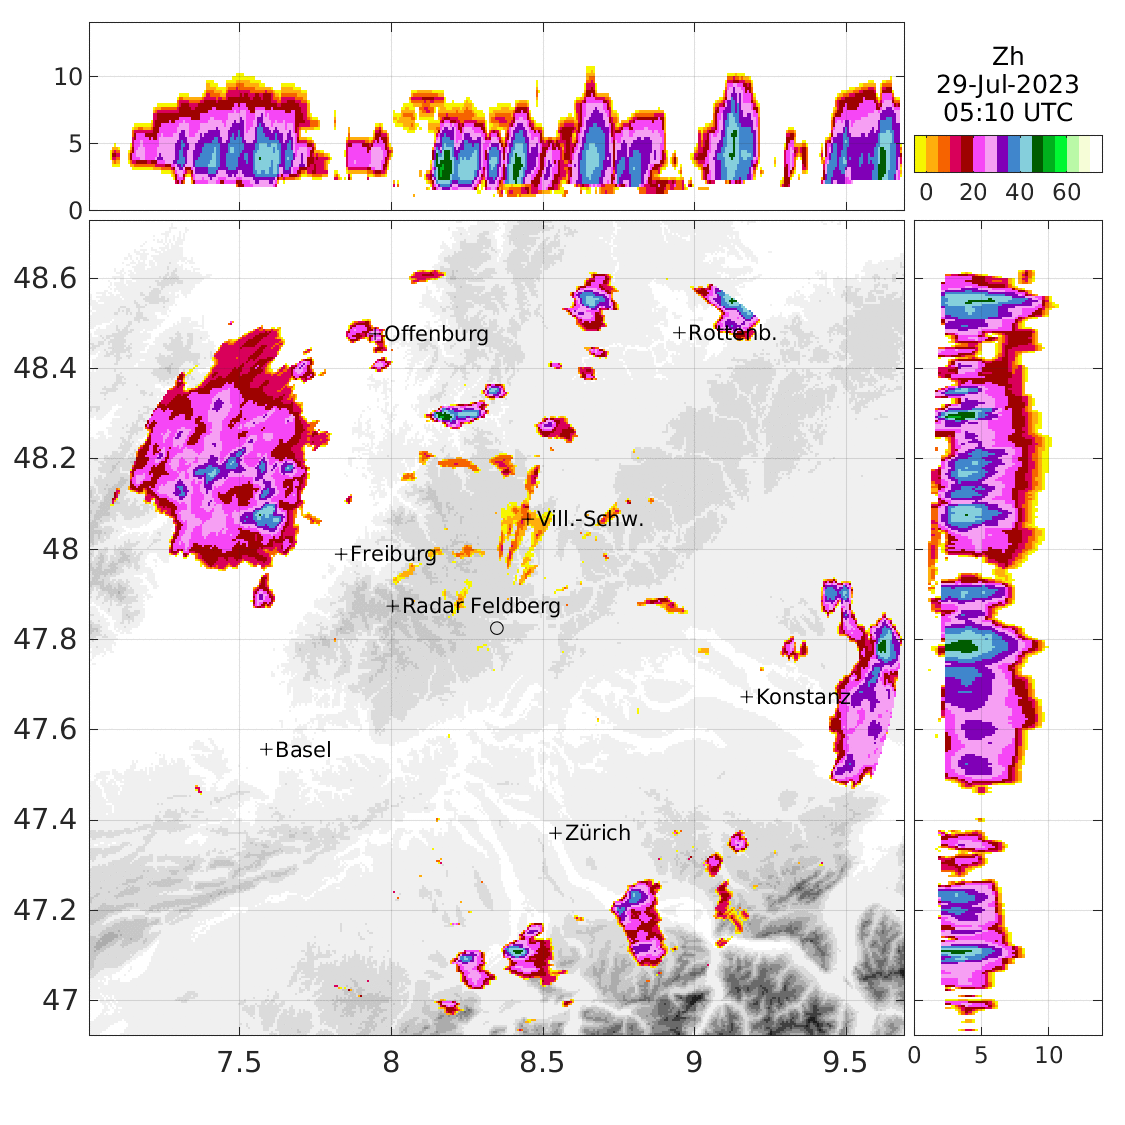 Zh
29-Jul-2023
05:10 UTC
10
5
0
0 20 40 60
48.6
48.4
48.2
48
47.8
47.6
47.4
47.2
47
+Offenburg
+Rottenb.
+Vill.-Schw.
+Freiburg
+Radar Feldberg
+Konstanz
+Basel
+Zürich
7.5 8 8.5 9 9.5
0 5 10